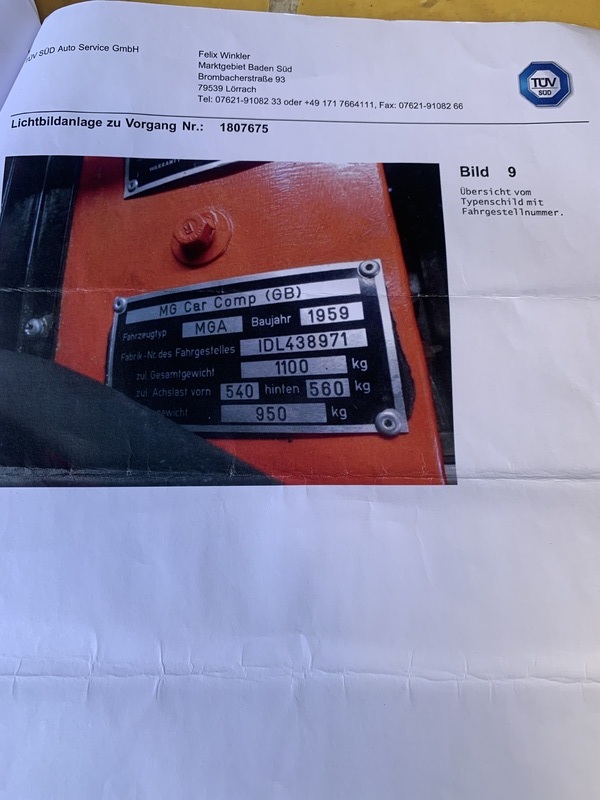 TÜV SÜD Auto Service GmbH
Felix Winkler
Marktgebiet Baden Süd
Brombacherstraße 93
79539 Lörrach
Tel: 07621-91082 33 oder +49 171 7664111, Fax: 07621-91082 66
TÜV
SÜD
Lichtbildanlage zu Vorgang Nr.: 1807675
Bild 9
Übersicht vom
Typenschild mit
Fahrgestellnummer.
MG Car Comp (GB)
Fahrzeugtyp MGA Baujahr 1959
Fabrik-Nr. des Fahrgestelles IDL438971
zul Gesamtgewicht 1100 kg
zul Achslast vorn 540 hinten 560 kg
950 kg